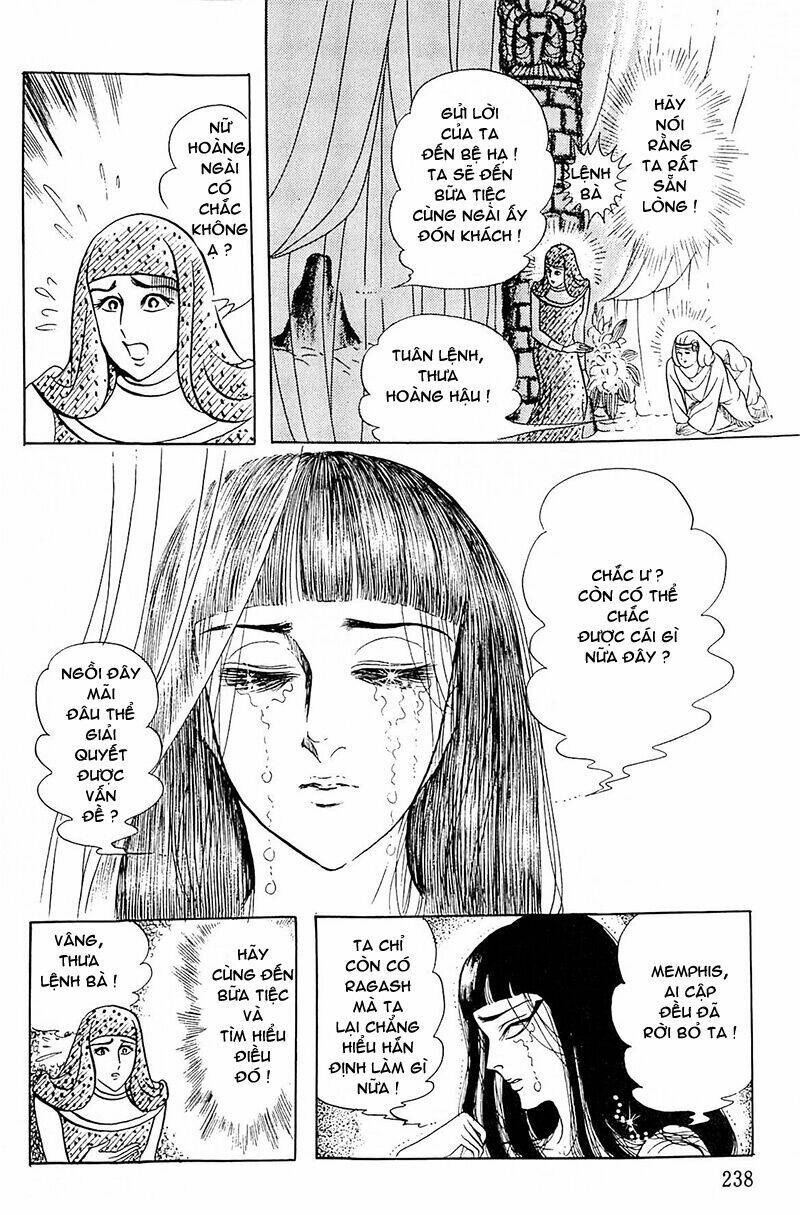 HÃY
NÓI
RẰNG
TA RẤT
SẴN
LÒNG !
LỆNH
BÀ
GỬI LỜI
CỦA TA
ĐẾN BỆ HẠ !
TA SẼ ĐẾN
BỮA TIỆC
CÙNG NGÀI ẤY
ĐÓN KHÁCH !
TUÂN LỆNH,
THƯA
HOÀNG HẬU !
NỮ
HOÀNG,
NGÀI
CÓ
CHẮC
KHÔNG
Ạ ?
CHẮC Ư ?
CÒN CÓ THỂ
CHẮC
ĐƯỢC CÁI GÌ
NỮA ĐÂY ?
NGỒI ĐÂY
MÃI
ĐÂU THỂ
GIẢI
QUYẾT
ĐƯỢC
VẤN
ĐỀ ?
MEMPHIS,
AI CẬP
ĐỀU ĐÃ
RỜI BỎ TA !
TA CHỈ
CÒN CÓ
RAGASH
MÀ TA
LẠI CHẲNG
HIỂU HẮN
ĐỊNH LÀM GÌ
NỮA !
HÃY
CÙNG ĐẾN
BỮA TIỆC
VÀ
TÌM HIỂU
ĐIỀU
ĐÓ !
VÂNG,
THƯA
LỆNH BÀ !
238